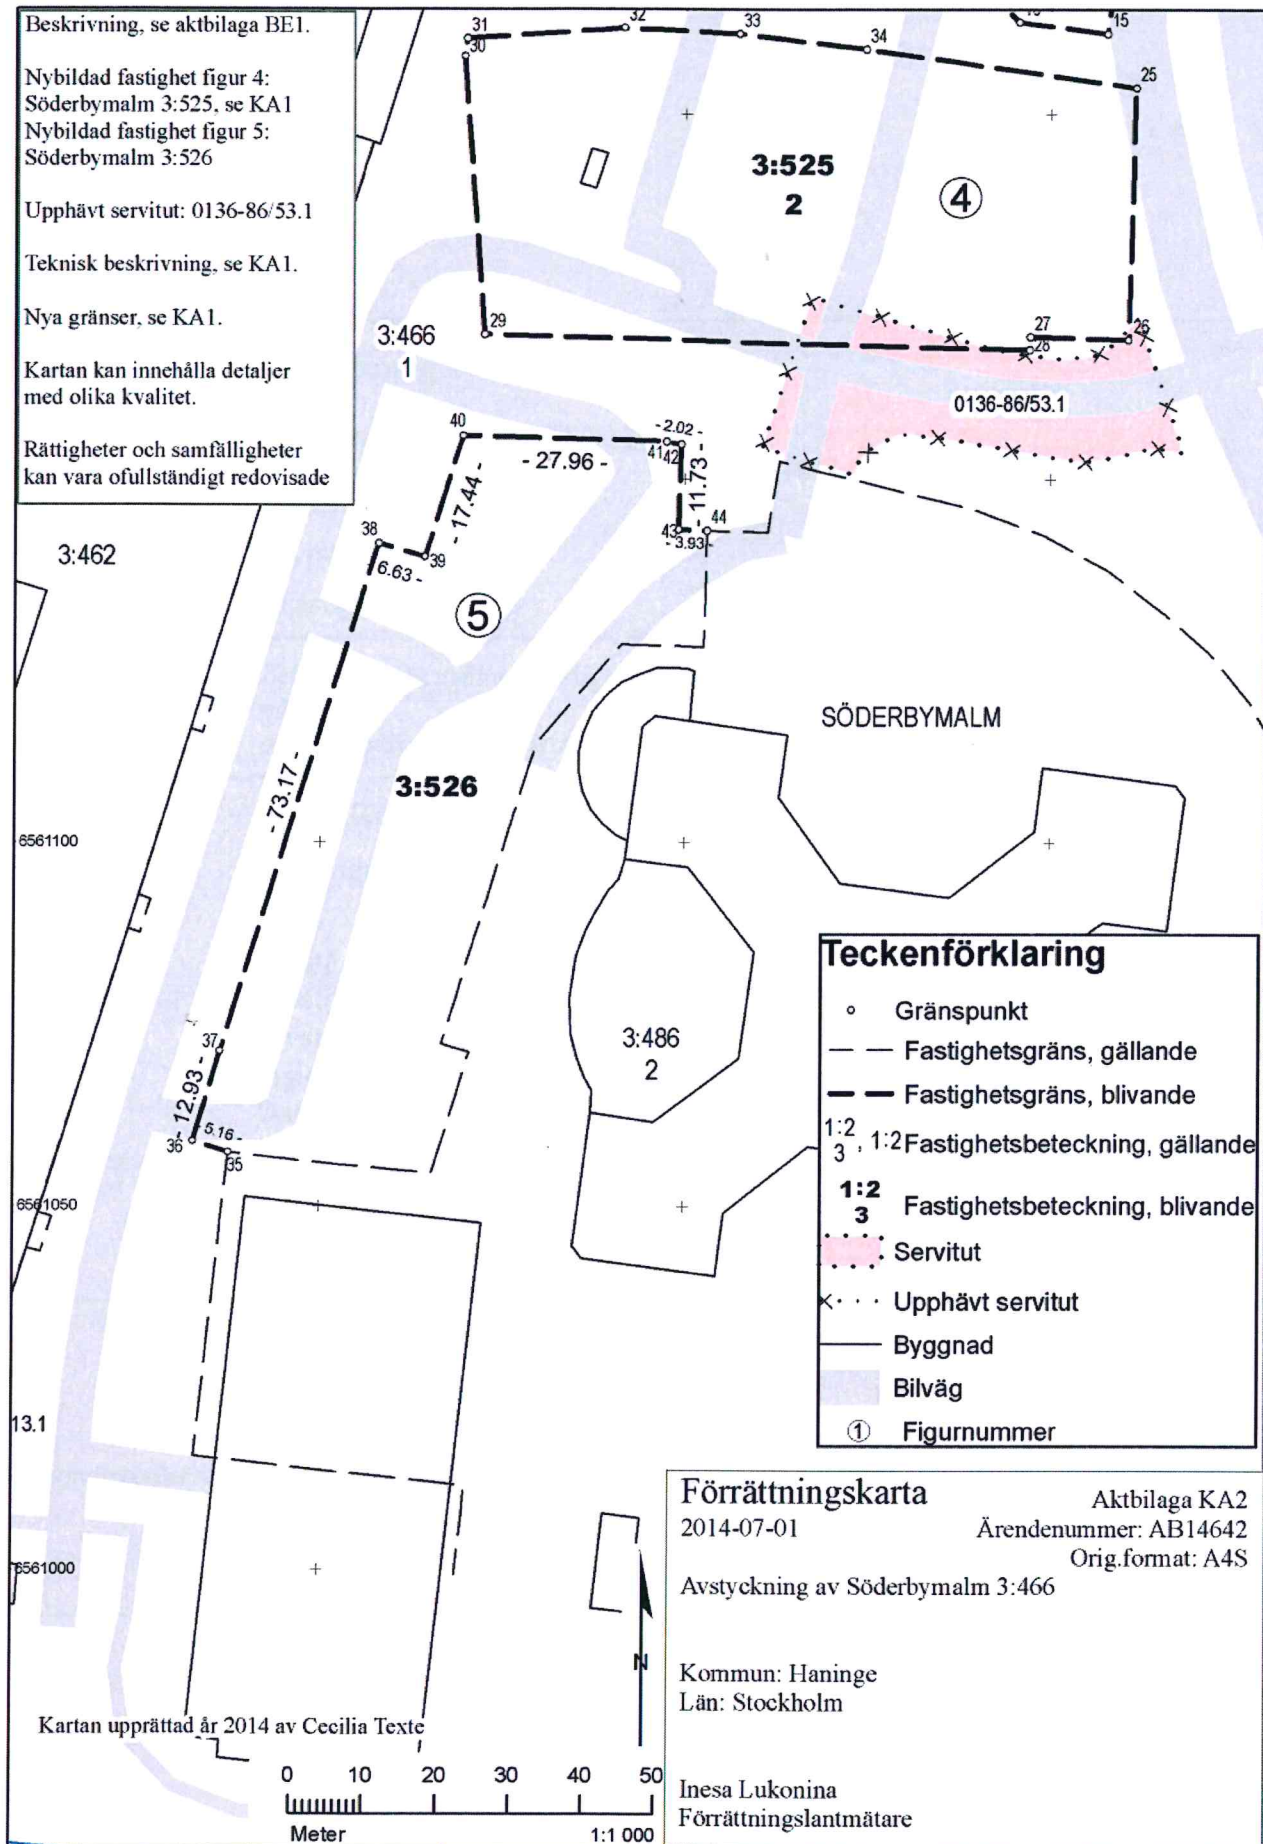 Beskrivning, se aktbilaga BE1.
Nybildad fastighet figur 4:
Söderbymalm 3:525, se KA1
Nybildad fastighet figur 5:
Söderbymalm 3:526
Upphävt servitut: 0136-86/53.1
Teknisk beskrivning, se KA1.
Nya gränser, se KA1.
Kartan kan innehålla detaljer
med olika kvalitet.
Rättigheter och samfälligheter
kan vara ofullständigt redovisade
31
32
33
34
15
30
25
3:525
2
4
29
27
26
28
3:466
1
0136-86/53.1
40
- 27.96 -
- 2.02 -
41
42
- 11.73 -
- 17.44 -
43
44
- 3.93 -
38
39
- 6.63 -
3:462
5
SÖDERBYMALM
- 73.17 -
3:526
6561100
37
- 12.93 -
36
- 5.16 -
35
3:486
2
6561050
13.1
6561000
Teckenförklaring
Gränspunkt
Fastighetsgräns, gällande
Fastighetsgräns, blivande
1:2
3 , 1:2 Fastighetsbeteckning, gällande
1:2
3 Fastighetsbeteckning, blivande
Servitut
Upphävt servitut
Byggnad
Bilväg
1 Figurnummer
Förrättningskarta
2014-07-01
Aktbilaga KA2
Ärendenummer: AB14642
Orig.format: A4S
Avstyckning av Söderbymalm 3:466
Kommun: Haninge
Län: Stockholm
Inesa Lukonina
Förrättningslantmätare
N
Kartan upprättad år 2014 av Cecilia Texte
0 10 20 30 40 50
Meter 1:1 000